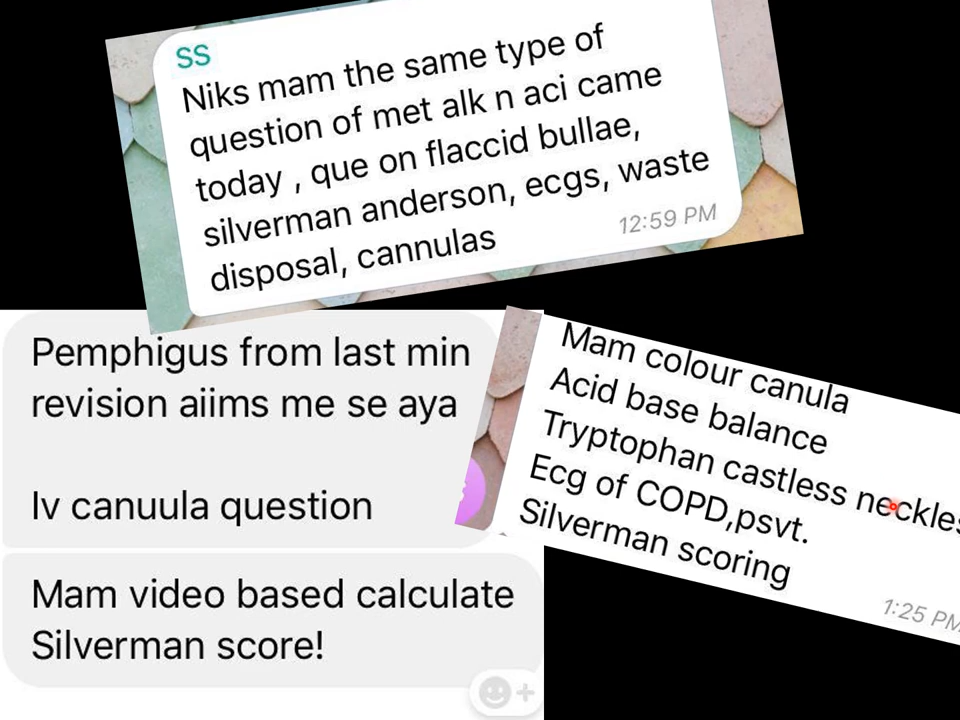 SS
Niks mam the same type of
question of met alk n aci came
today , que on flaccid bullae,
silverman anderson, ecgs, waste
disposal, cannulas
12:59 PM
Pemphigus from last min
revision aiims me se aya
Iv canuula question
Mam video based calculate
Silverman score!
Mam colour canula
Acid base balance
Tryptophan castless
Ecg of COPD,psvt.
Silverman scoring
1:25 PM